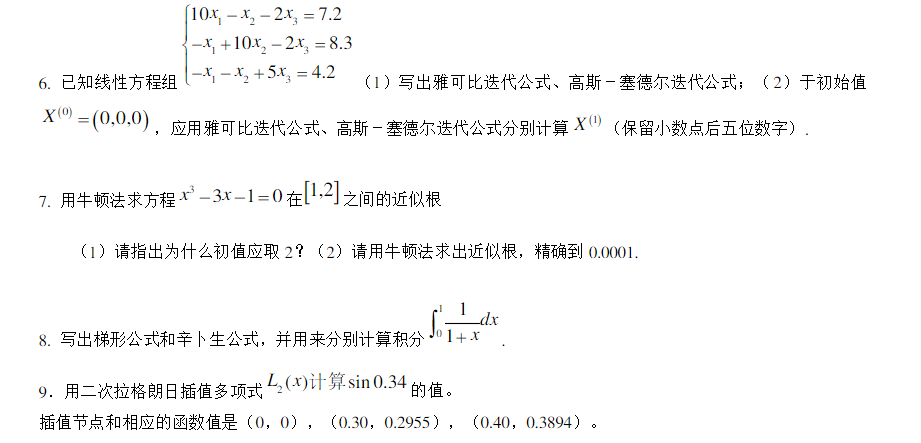 6. 已知线性方程组 {10x₁ − x₂ − 2x₃ = 7.2
−x₁ + 10x₂ − 2x₃ = 8.3
−x₁ − x₂ + 5x₃ = 4.2 （1）写出雅可比迭代公式、高斯－塞德尔迭代公式；（2）于初始值
X⁽⁰⁾ = (0,0,0)，应用雅可比迭代公式、高斯－塞德尔迭代公式分别计算 X⁽¹⁾（保留小数点后五位数字）.
7. 用牛顿法求方程 x³ − 3x − 1 = 0 在[1,2]之间的近似根
（1）请指出为什么初值应取 2？（2）请用牛顿法求出近似根，精确到 0.0001.
8. 写出梯形公式和辛卜生公式，并用来分别计算积分 ∫₀¹ 1/(1+x) dx .
9．用二次拉格朗日插值多项式 L₂(x)计算sin 0.34 的值。
插值节点和相应的函数值是（0，0），（0.30，0.2955），（0.40，0.3894）。